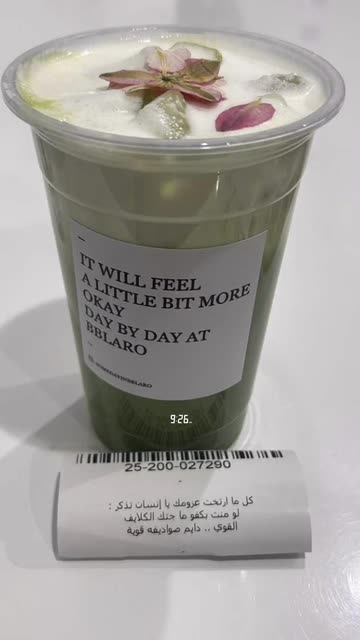 IT WILL FEEL
A LITTLE BIT MORE
OKAY
DAY BY DAY AT
BBLARO
9:26
25-200-027290
كل ما ارتخت عزومك يا إنسان تذكر :
لو منت بكفو ما جتك الكلايف
القوي .. دايم صواديفه قوية